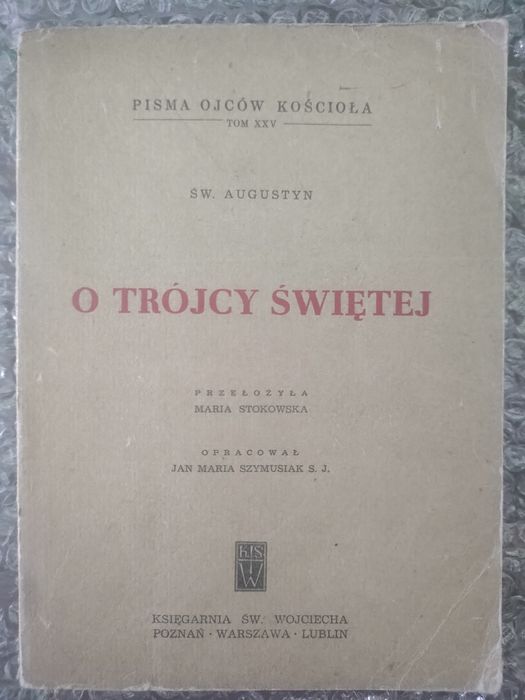 PISMA OJCÓW KOŚCIOŁA
TOM XXV
ŚW. AUGUSTYN
O TRÓJCY ŚWIĘTEJ
PRZEŁOŻYŁA
MARIA STOKOWSKA
OPRACOWAŁ
JAN MARIA SZYMUSIAK S. J.
KŚW
KSIĘGARNIA ŚW. WOJCIECHA
POZNAŃ · WARSZAWA · LUBLIN